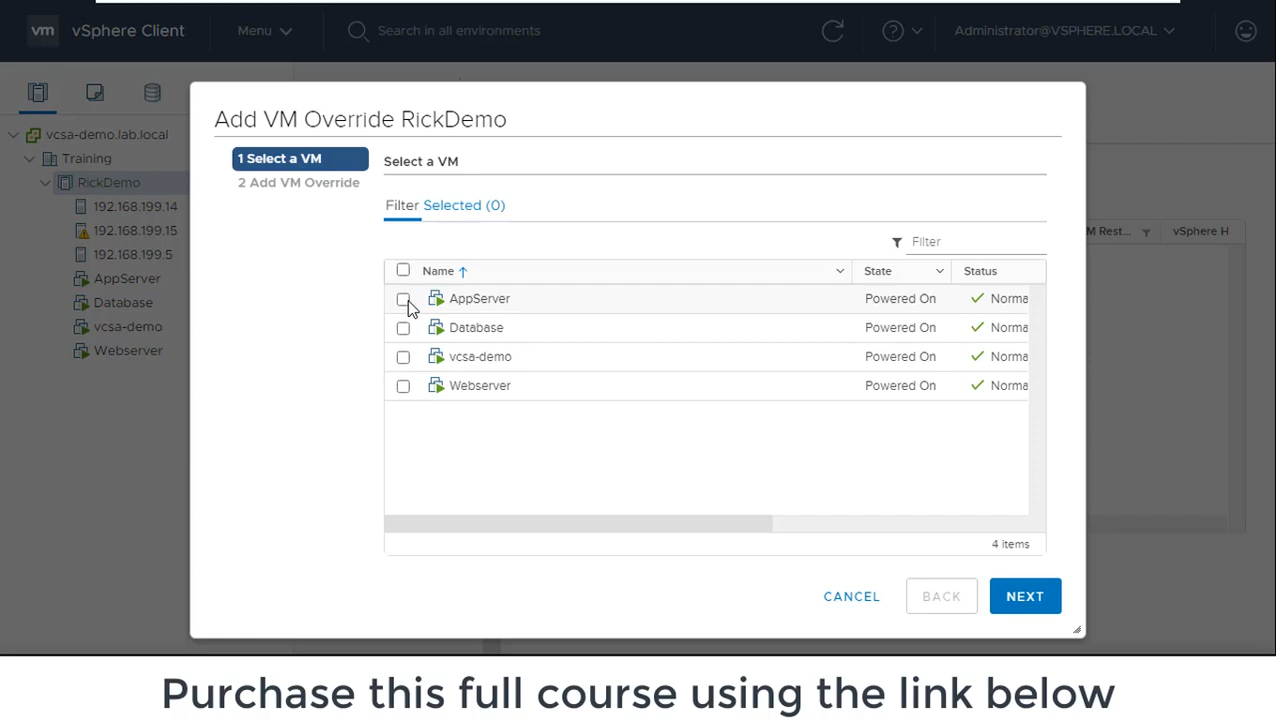 vm vSphere Client Menu Search in all environments Administrator@VSPHERE.LOCAL
vcsa-demo.lab.local
Training
RickDemo
192.168.199.14
192.168.199.15
192.168.199.5
AppServer
Database
vcsa-demo
Webserver
Add VM Override RickDemo
1 Select a VM
2 Add VM Override
Select a VM
Filter Selected (0)
Filter
Name State Status
AppServer Powered On Norma
Database Powered On Norma
vcsa-demo Powered On Norma
Webserver Powered On Norma
4 items
CANCEL BACK NEXT
M Rest... vSphere H
Purchase this full course using the link below